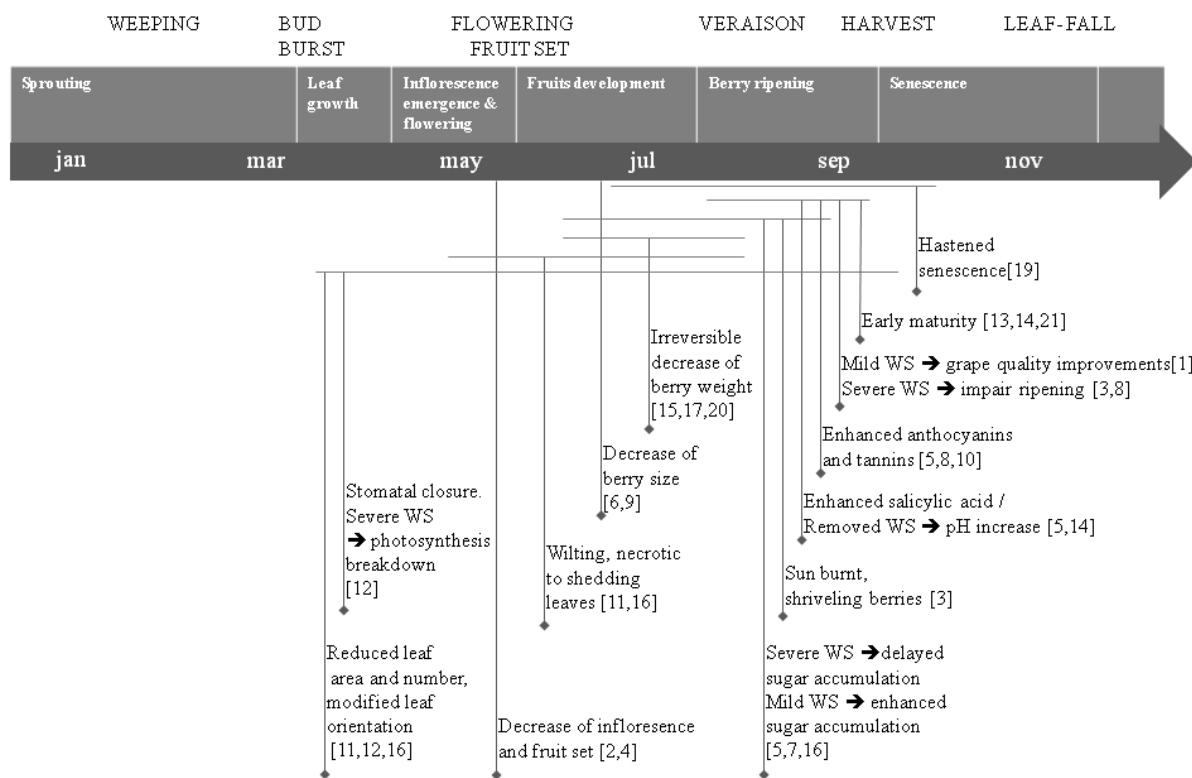 WEEPING
BUD
BURST
FLOWERING
FRUIT SET
VERAISON
HARVEST
LEAF-FALL
Sprouting
Leaf
growth
Inflorescence
emergence &
flowering
Fruits development
Berry ripening
Senescence
jan
mar
may
jul
sep
nov
Hastened
senescence[19]
Early maturity [13,14,21]
Mild WS ➔ grape quality improvements[1]
Severe WS ➔ impair ripening [3,8]
Enhanced anthocyanins
and tannins [5,8,10]
Enhanced salicylic acid /
Removed WS ➔ pH increase [5,14]
Sun burnt,
shriveling berries [3]
Severe WS ➔delayed
sugar accumulation
Mild WS ➔ enhanced
sugar accumulation
[5,7,16]
Irreversible
decrease of
berry weight
[15,17,20]
Decrease of
berry size
[6,9]
Wilting, necrotic
to shedding
leaves [11,16]
Decrease of infloresence
and fruit set [2,4]
Stomatal closure.
Severe WS
➔ photosynthesis
breakdown
[12]
Reduced leaf
area and number,
modified leaf
orientation
[11,12,16]